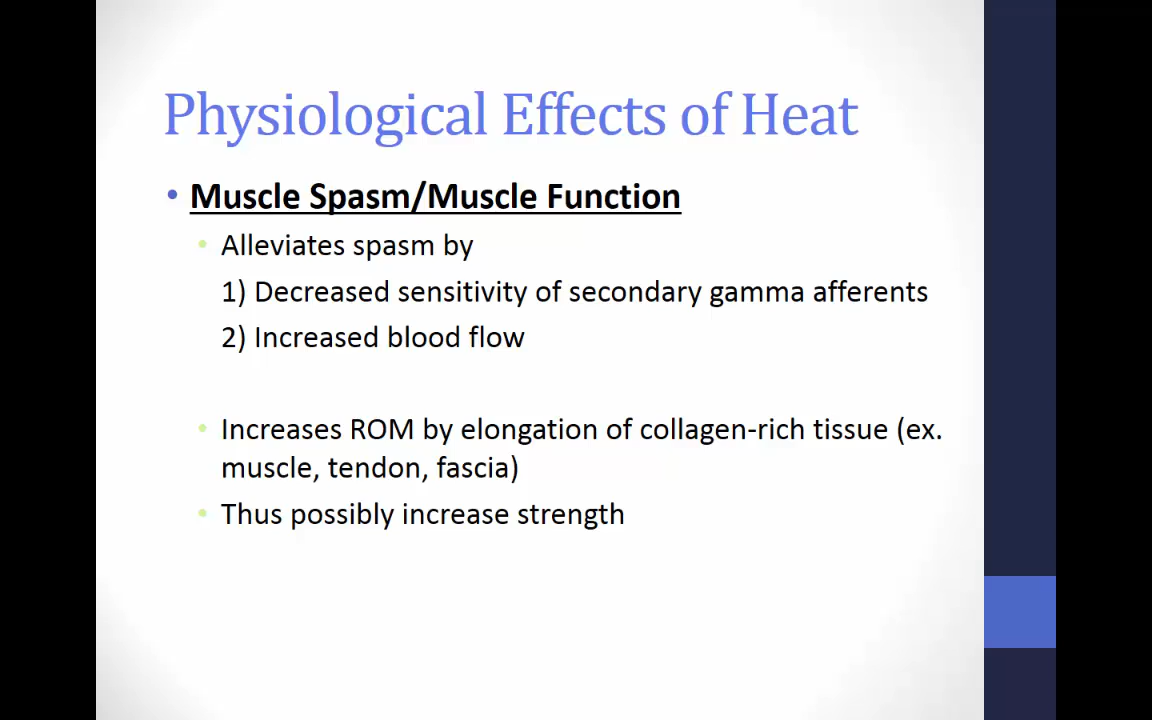 Physiological Effects of Heat
• Muscle Spasm/Muscle Function
• Alleviates spasm by
1) Decreased sensitivity of secondary gamma afferents
2) Increased blood flow
• Increases ROM by elongation of collagen-rich tissue (ex.
muscle, tendon, fascia)
• Thus possibly increase strength